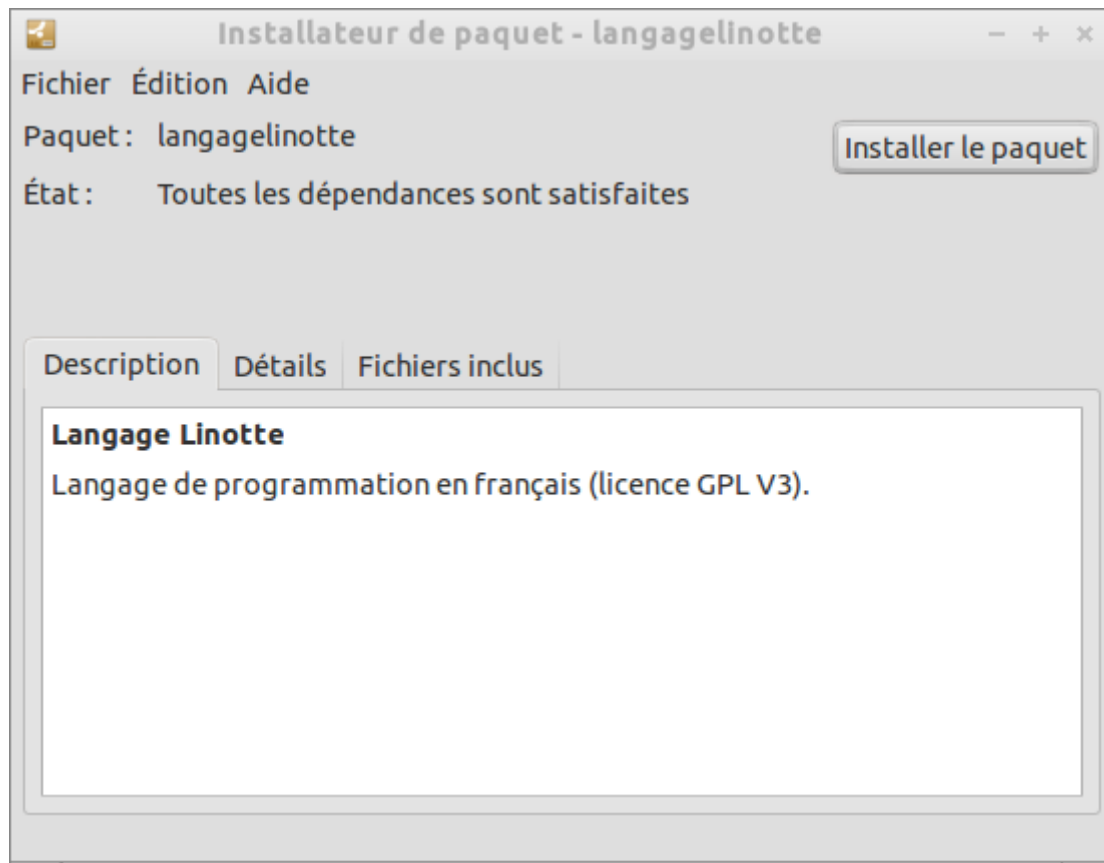 Installateur de paquet - langagelinotte
Fichier Édition Aide
Paquet : langagelinotte
Installer le paquet
État : Toutes les dépendances sont satisfaites
Description Détails Fichiers inclus
Langage Linotte
Langage de programmation en français (licence GPL V3).